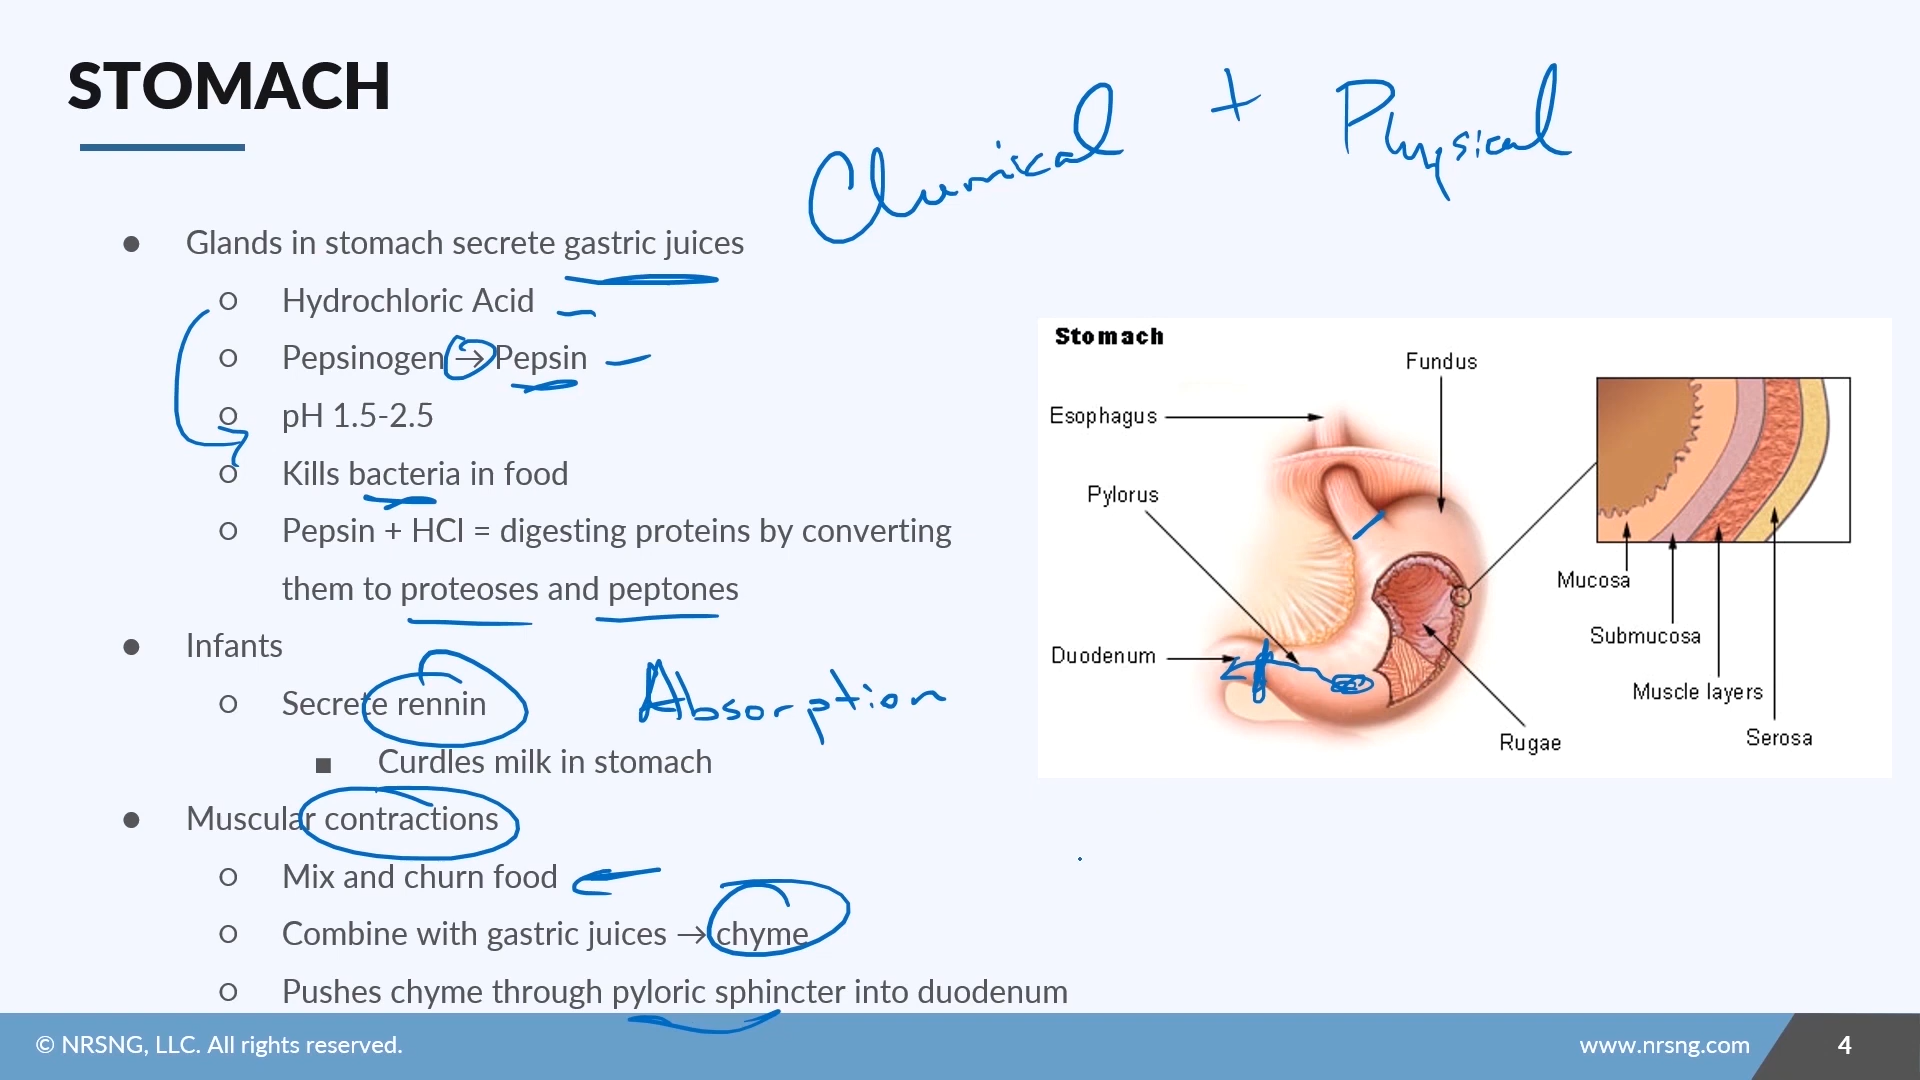 STOMACH
Chemical + Physical
● Glands in stomach secrete gastric juices
○ Hydrochloric Acid
○ Pepsinogen → Pepsin
○ pH 1.5-2.5
○ Kills bacteria in food
○ Pepsin + HCl = digesting proteins by converting
them to proteoses and peptones
● Infants
○ Secrete rennin
Absorption
■ Curdles milk in stomach
● Muscular contractions
○ Mix and churn food
○ Combine with gastric juices → chyme
○ Pushes chyme through pyloric sphincter into duodenum
Stomach
Fundus
Esophagus
Pylorus
Duodenum
Rugae
Mucosa
Submucosa
Muscle layers
Serosa
© NRSNG, LLC. All rights reserved.
www.nrsng.com
4